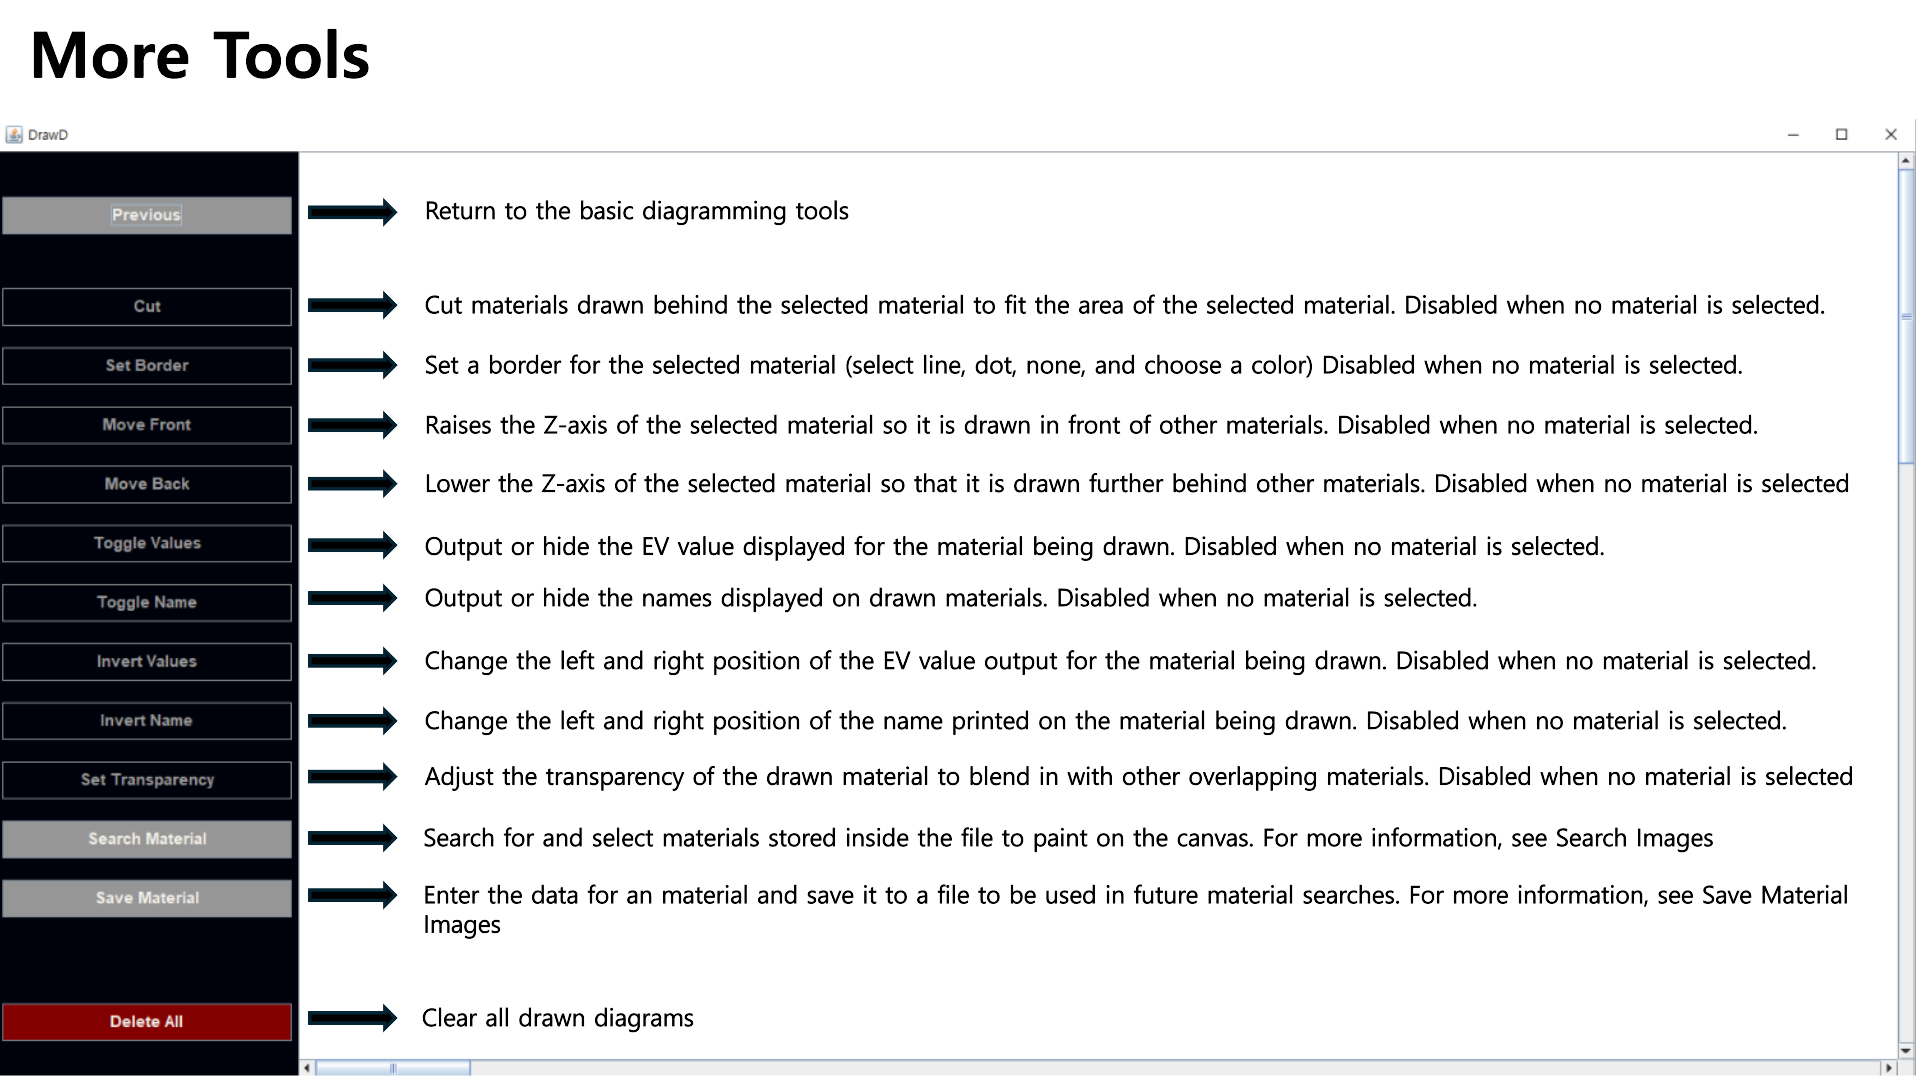 More Tools
DrawD
Previous
Return to the basic diagramming tools
Cut
Cut materials drawn behind the selected material to fit the area of the selected material. Disabled when no material is selected.
Set Border
Set a border for the selected material (select line, dot, none, and choose a color) Disabled when no material is selected.
Move Front
Raises the Z-axis of the selected material so it is drawn in front of other materials. Disabled when no material is selected.
Move Back
Lower the Z-axis of the selected material so that it is drawn further behind other materials. Disabled when no material is selected
Toggle Values
Output or hide the EV value displayed for the material being drawn. Disabled when no material is selected.
Toggle Name
Output or hide the names displayed on drawn materials. Disabled when no material is selected.
Invert Values
Change the left and right position of the EV value output for the material being drawn. Disabled when no material is selected.
Invert Name
Change the left and right position of the name printed on the material being drawn. Disabled when no material is selected.
Set Transparency
Adjust the transparency of the drawn material to blend in with other overlapping materials. Disabled when no material is selected
Search Material
Search for and select materials stored inside the file to paint on the canvas. For more information, see Search Images
Save Material
Enter the data for an material and save it to a file to be used in future material searches. For more information, see Save Material
Images
Delete All
Clear all drawn diagrams